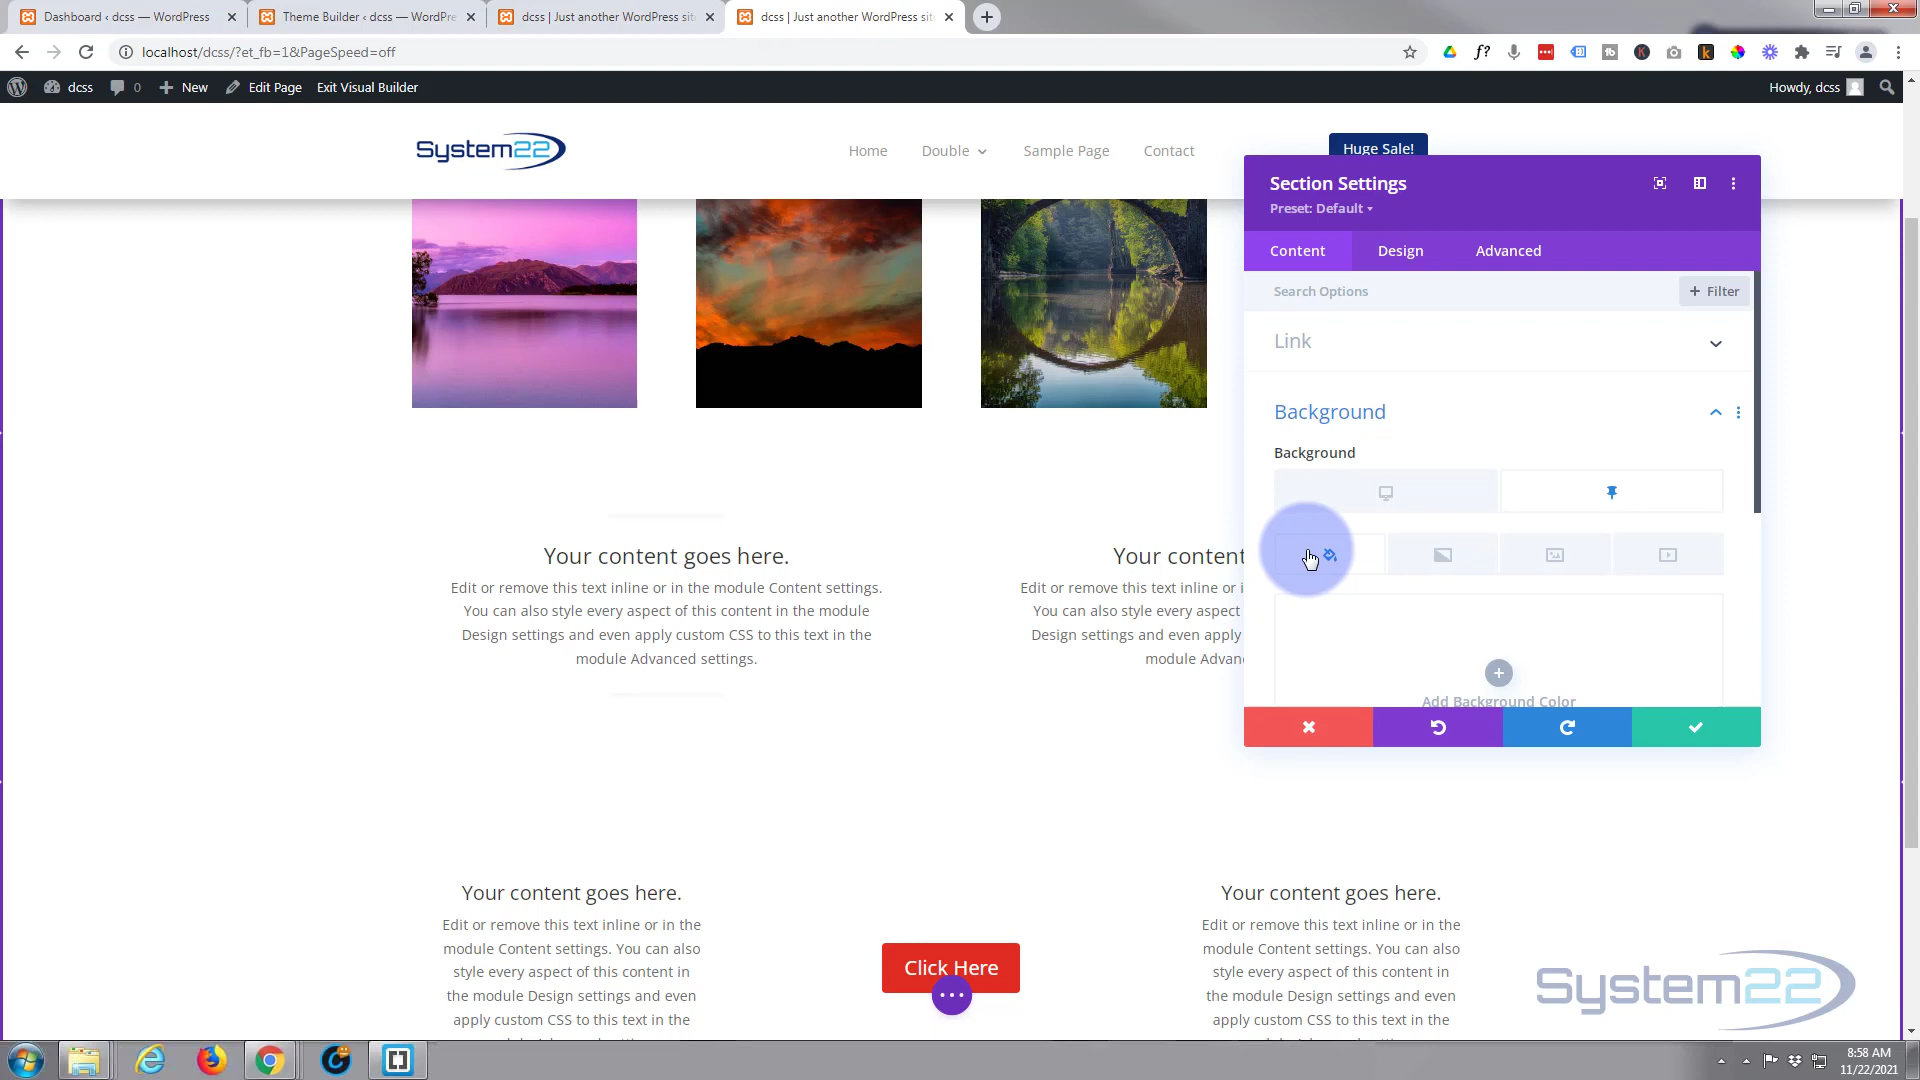 Dashboard ‹ dcss — WordPress
Theme Builder ‹ dcss — WordPre
dcss | Just another WordPress sit
dcss | Just another WordPress sit
localhost/dcss/?et_fb=1&PageSpeed=off
dcss
0
New
Edit Page
Exit Visual Builder
Howdy, dcss
System22
Home
Double
Sample Page
Contact
Huge Sale!
Section Settings
Preset: Default
Content
Design
Advanced
Search Options
Filter
Link
Background
Background
Add Background Color
Your content goes here.
Edit or remove this text inline or in the module Content settings.
You can also style every aspect of this content in the module
Design settings and even apply custom CSS to this text in the
module Advanced settings.
Your content
Edit or remove this text inline or i
You can also style every aspect
Design settings and even apply
module Advan
Your content goes here.
Edit or remove this text inline or in the
module Content settings. You can also
style every aspect of this content in
the module Design settings and even
apply custom CSS to this text in the
Click Here
Your content goes here.
Edit or remove this text inline or in the
module Content settings. You can also
style every aspect of this content in
the module Design settings and even
apply custom CSS to this text in the
System22
8:58 AM
11/22/2021